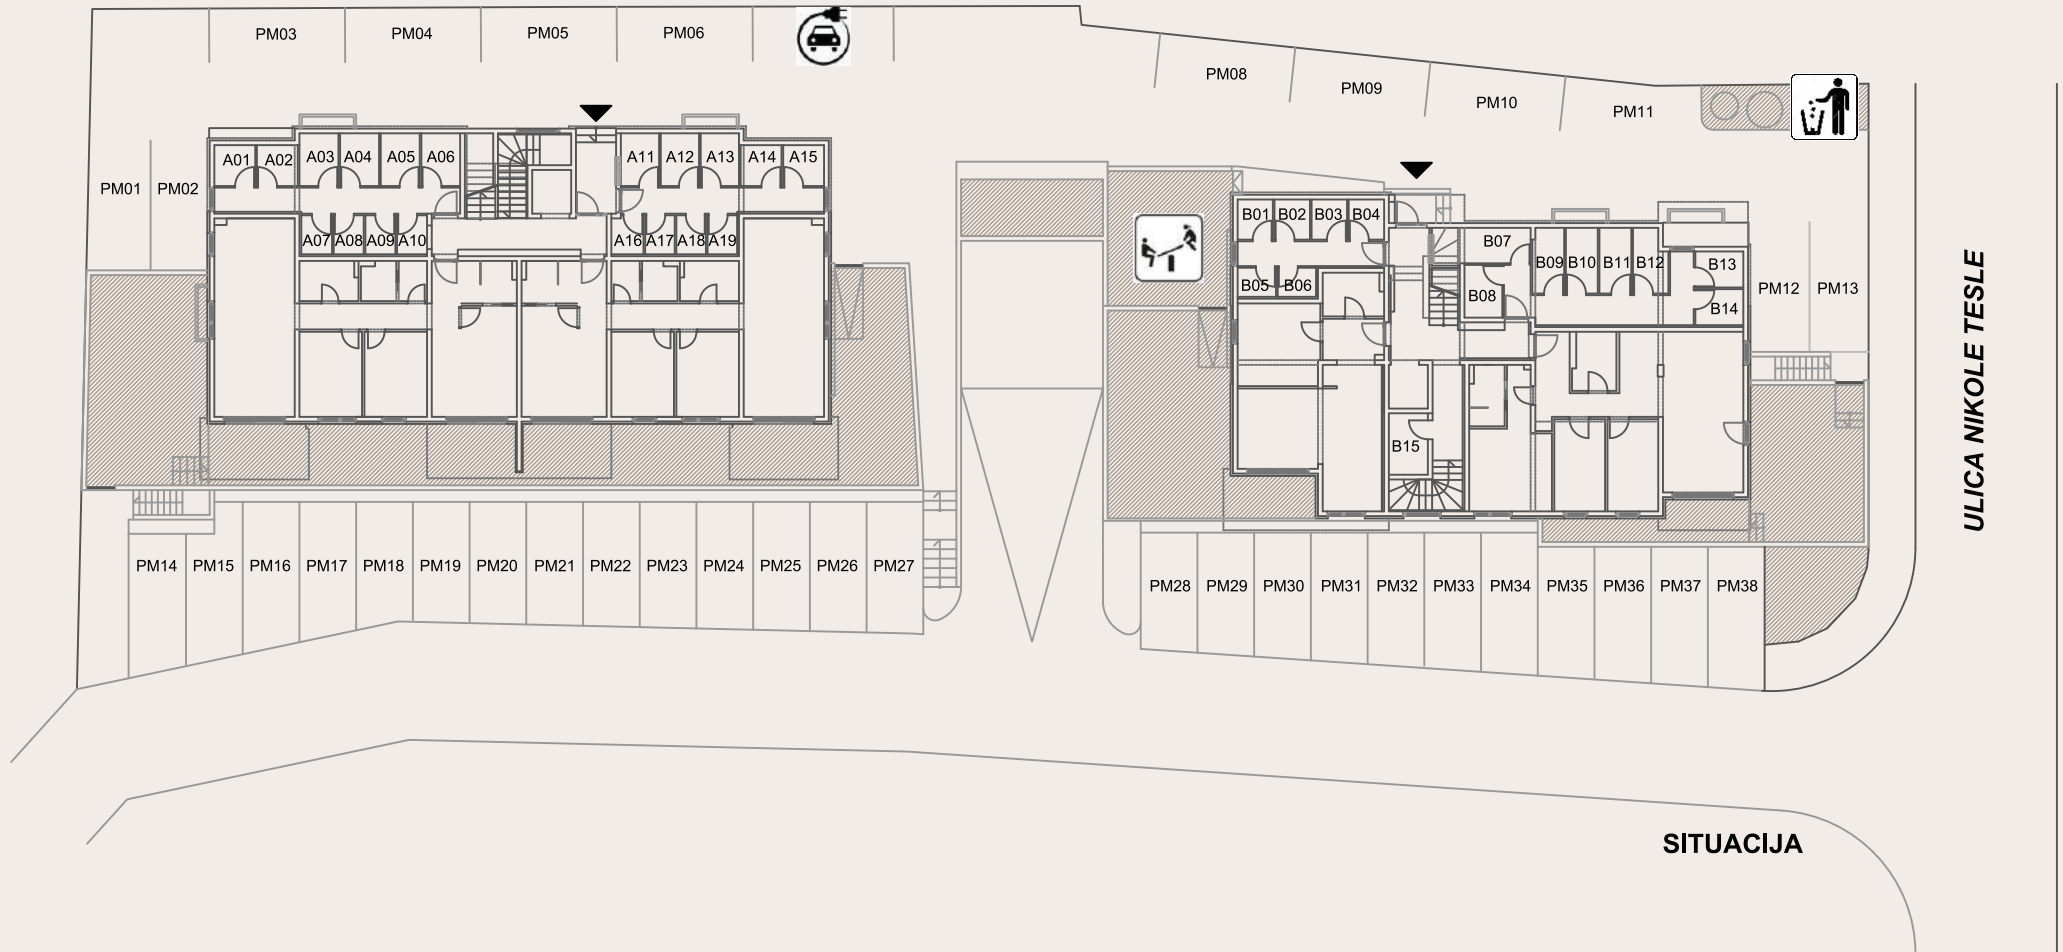 PM03 PM04 PM05 PM06
PM08 PM09 PM10 PM11
PM01 PM02
A01 A02 A03 A04 A05 A06
A11 A12 A13 A14 A15
A07 A08 A09 A10
A16 A17 A18 A19
B01 B02 B03 B04
B05 B06
B07
B08
B09 B10 B11 B12
B13
B14
B15
PM12 PM13
ULICA NIKOLE TESLE
PM14 PM15 PM16 PM17 PM18 PM19 PM20 PM21 PM22 PM23 PM24 PM25 PM26 PM27
PM28 PM29 PM30 PM31 PM32 PM33 PM34 PM35 PM36 PM37 PM38
SITUACIJA